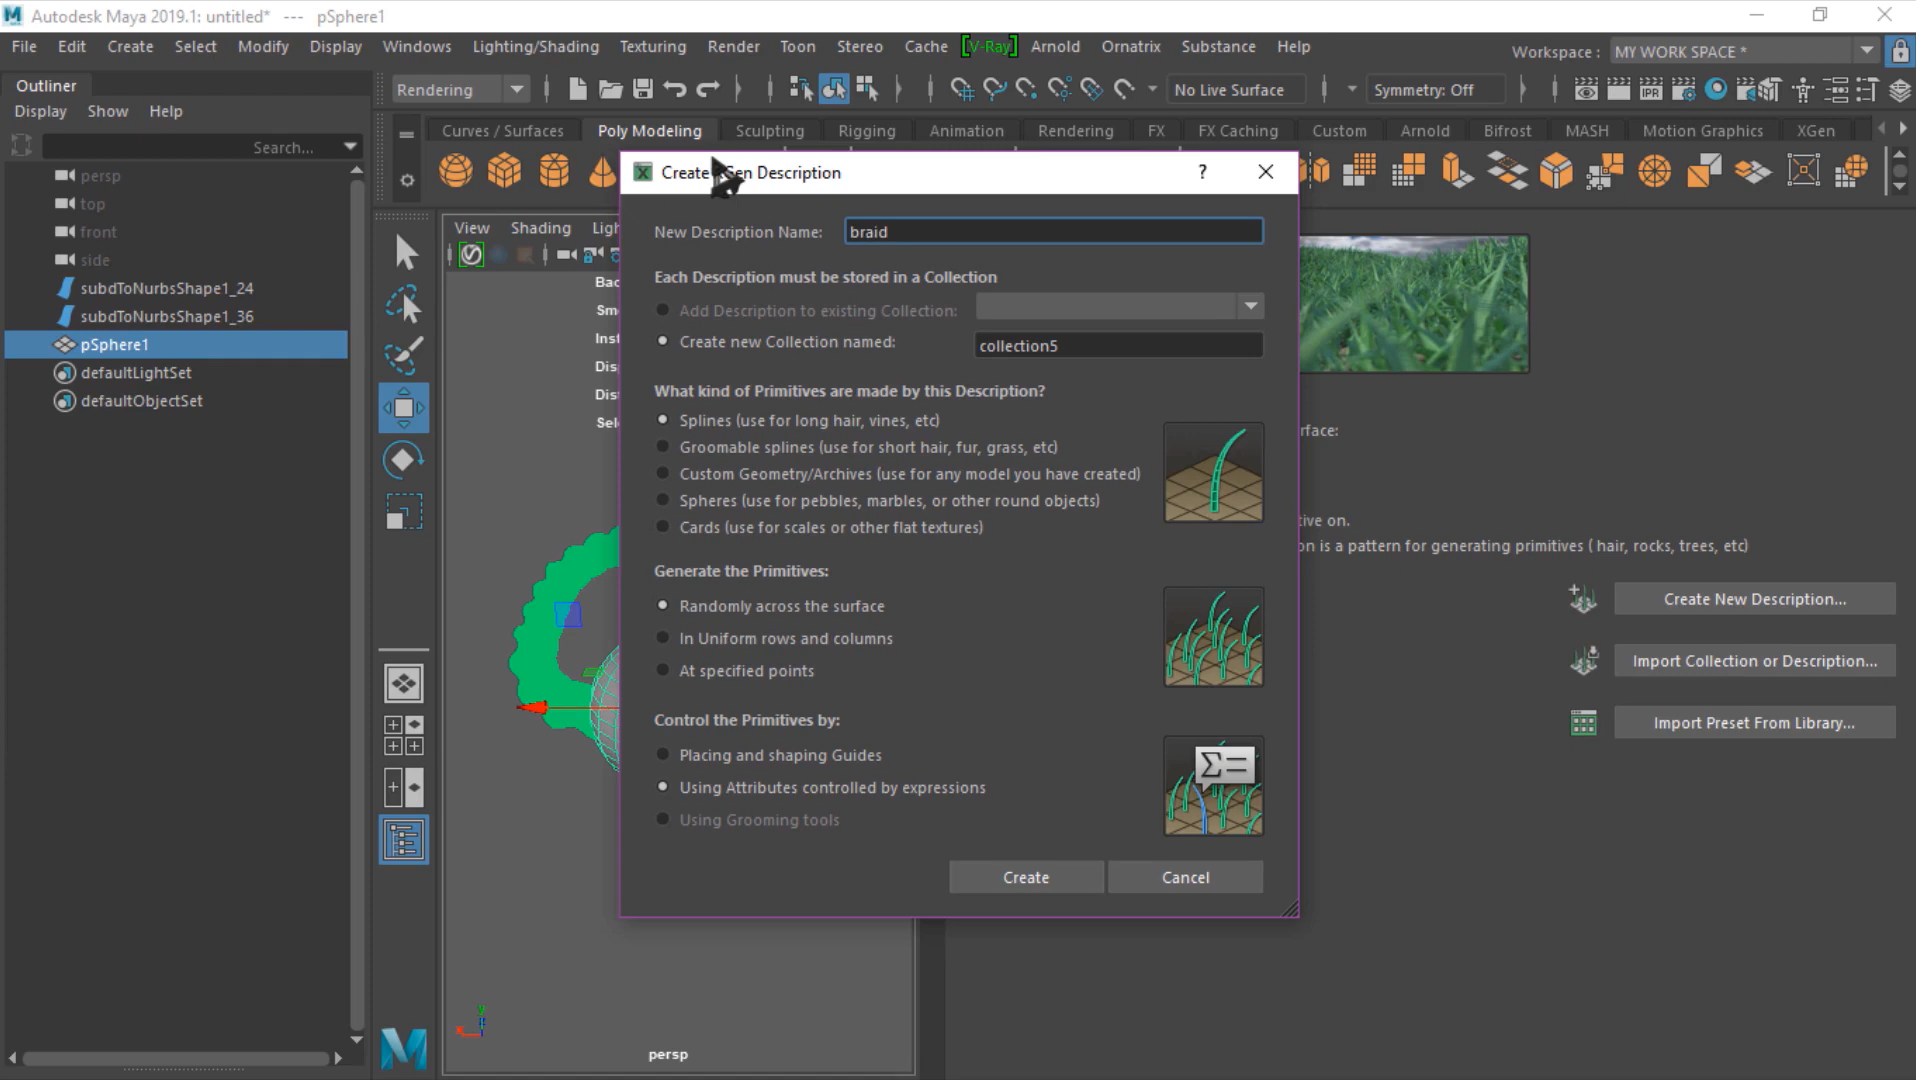 Autodesk Maya 2019.1: untitled* --- pSphere1
File Edit Create Select Modify Display Windows Lighting/Shading Texturing Render Toon Stereo Cache [V-Ray] Arnold Ornatrix Substance Help
Workspace : MY WORK SPACE *
Outliner
Rendering
No Live Surface
Symmetry: Off
Display Show Help
Curves / Surfaces Poly Modeling Sculpting Rigging Animation Rendering FX FX Caching Custom Arnold Bifrost MASH Motion Graphics XGen
Search...
persp
top
front
side
subdToNurbsShape1_24
subdToNurbsShape1_36
pSphere1
defaultLightSet
defaultObjectSet
View Shading Ligh
Bac
Smo
Inst
Disp
Dist
Sele
persp
Description
New Description Name: braid
Each Description must be stored in a Collection
Add Description to existing Collection:
Create new Collection named: collection5
What kind of Primitives are made by this Description?
Splines (use for long hair, vines, etc)
Groomable splines (use for short hair, fur, grass, etc)
Custom Geometry/Archives (use for any model you have created)
Spheres (use for pebbles, marbles, or other round objects)
Cards (use for scales or other flat textures)
Generate the Primitives:
Randomly across the surface
In Uniform rows and columns
At specified points
Control the Primitives by:
Placing and shaping Guides
Using Attributes controlled by expressions
Using Grooming tools
Create Cancel
rface:
tive on.
on is a pattern for generating primitives ( hair, rocks, trees, etc)
Create New Description...
Import Collection or Description...
Import Preset From Library...